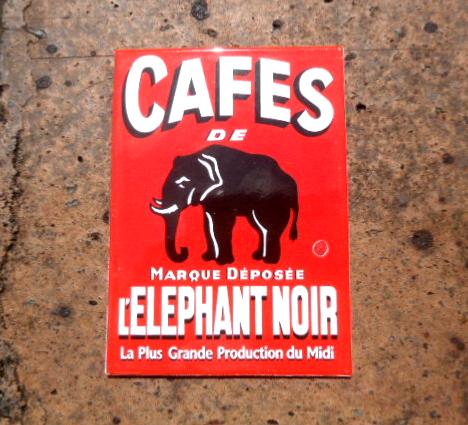 CAFES
DE
MARQUE DÉPOSÉE
L'ELEPHANT NOIR
La Plus Grande Production du Midi